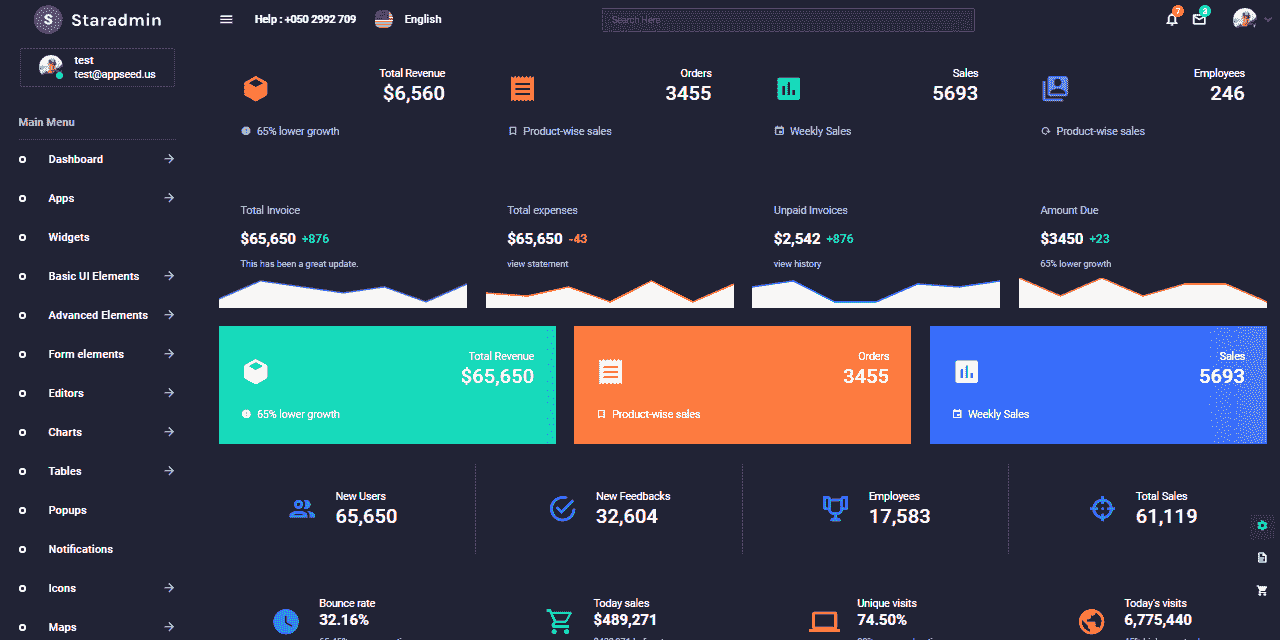 S Staradmin
Help : +050 2992 709
English
Search Here
7
3
test
test@appseed.us
Main Menu
Dashboard
Apps
Widgets
Basic UI Elements
Advanced Elements
Form elements
Editors
Charts
Tables
Popups
Notifications
Icons
Maps
Total Revenue
$6,560
65% lower growth
Orders
3455
Product-wise sales
Sales
5693
Weekly Sales
Employees
246
Product-wise sales
Total Invoice
$65,650 +876
This has been a great update.
Total expenses
$65,650 -43
view statement
Unpaid Invoices
$2,542 +876
view history
Amount Due
$3450 +23
65% lower growth
Total Revenue
$65,650
65% lower growth
Orders
3455
Product-wise sales
Sales
5693
Weekly Sales
New Users
65,650
New Feedbacks
32,604
Employees
17,583
Total Sales
61,119
Bounce rate
32.16%
Today sales
$489,271
Unique visits
74.50%
Today's visits
6,775,440